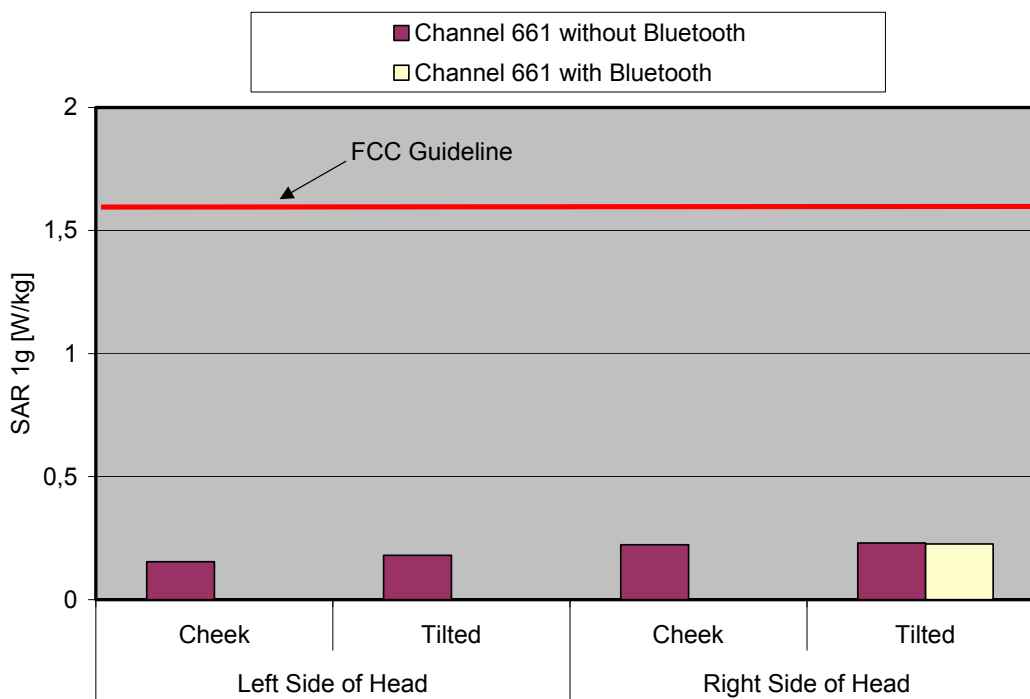 Channel 661 without Bluetooth
Channel 661 with Bluetooth
2
FCC Guideline
1,5
1
0,5
0
SAR 1g [W/kg]
Cheek Tilted Cheek Tilted
Left Side of Head Right Side of Head